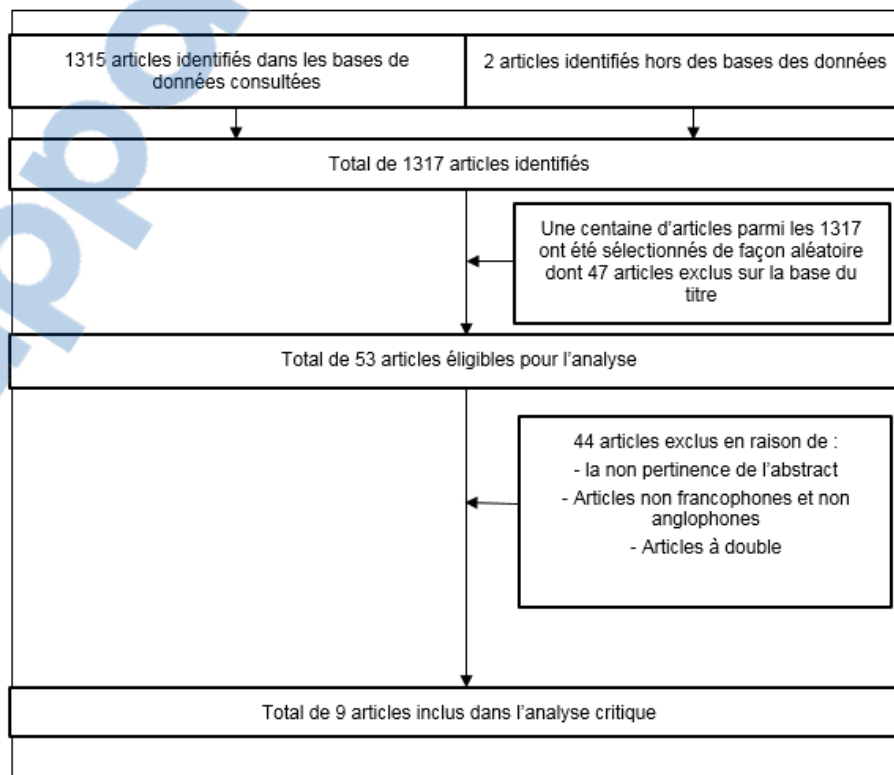 1315 articles identifiés dans les bases de
données consultées
2 articles identifiés hors des bases des données
Total de 1317 articles identifiés
Une centaine d'articles parmi les 1317
ont été sélectionnés de façon aléatoire
dont 47 articles exclus sur la base du
titre
Total de 53 articles éligibles pour l'analyse
44 articles exclus en raison de :
- la non pertinence de l'abstract
- Articles non francophones et non
anglophones
- Articles à double
Total de 9 articles inclus dans l'analyse critique